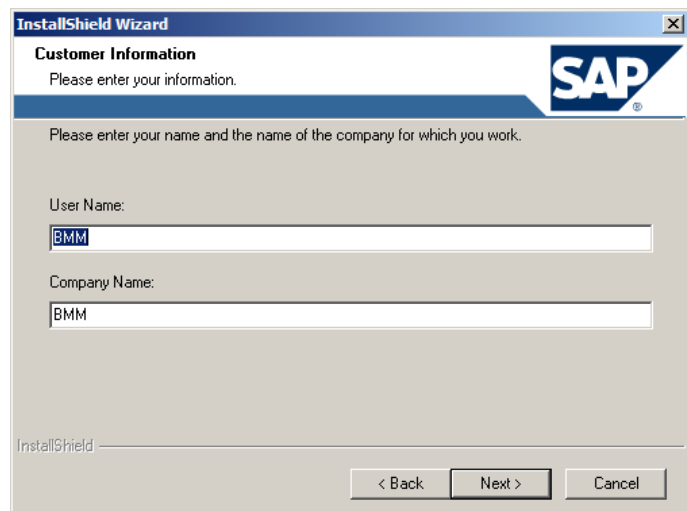 InstallShield Wizard
Customer Information
Please enter your information.
SAP
®
Please enter your name and the name of the company for which you work.
User Name:
BMM
Company Name:
BMM
InstallShield
< Back Next > Cancel